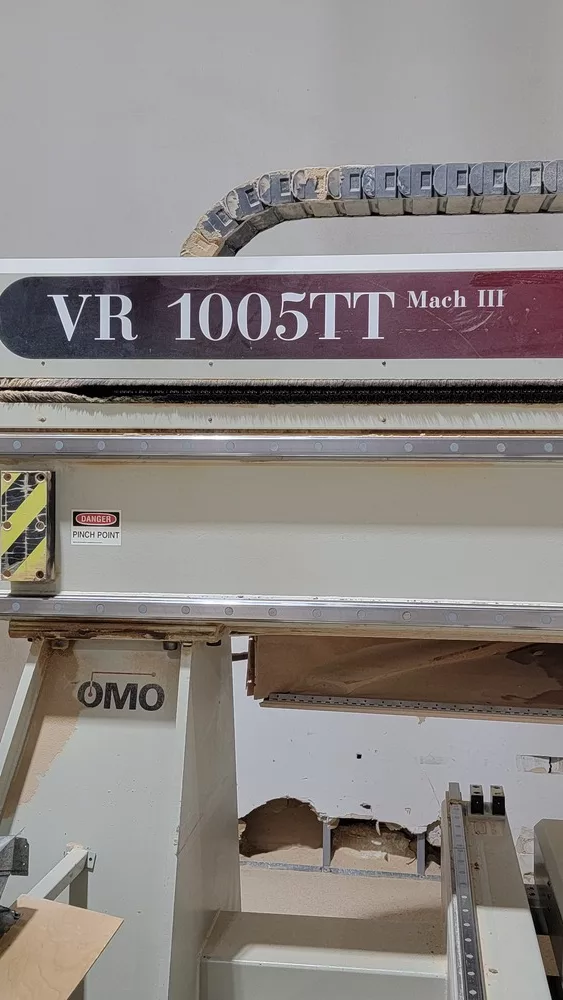 VR 1005TT Mach III
DANGER
PINCH POINT
OMO